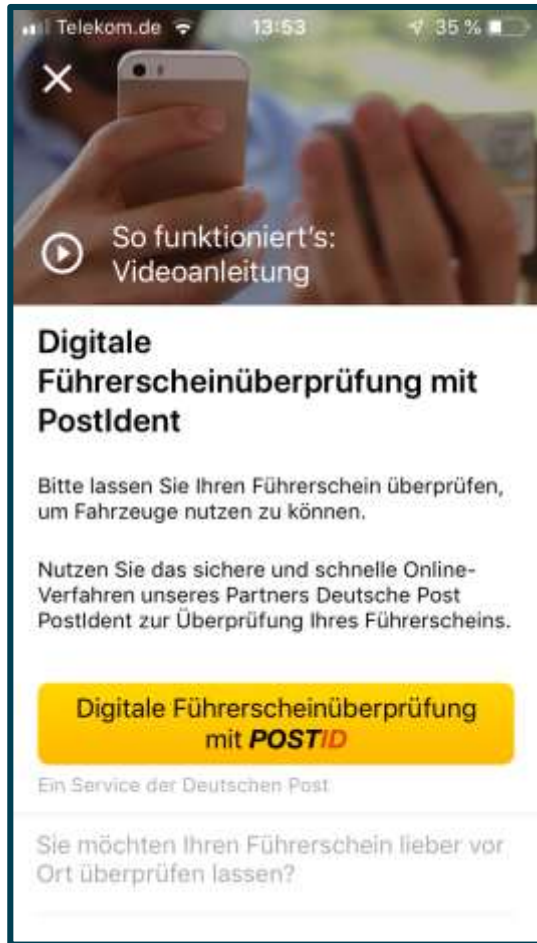 Telekom.de 13:53 35 %
So funktioniert's:
Videoanleitung
Digitale
Führerscheinüberprüfung mit
PostIdent
Bitte lassen Sie Ihren Führerschein überprüfen,
um Fahrzeuge nutzen zu können.
Nutzen Sie das sichere und schnelle Online-
Verfahren unseres Partners Deutsche Post
PostIdent zur Überprüfung Ihres Führerscheins.
Digitale Führerscheinüberprüfung
mit POSTID
Ein Service der Deutschen Post
Sie möchten Ihren Führerschein lieber vor
Ort überprüfen lassen?